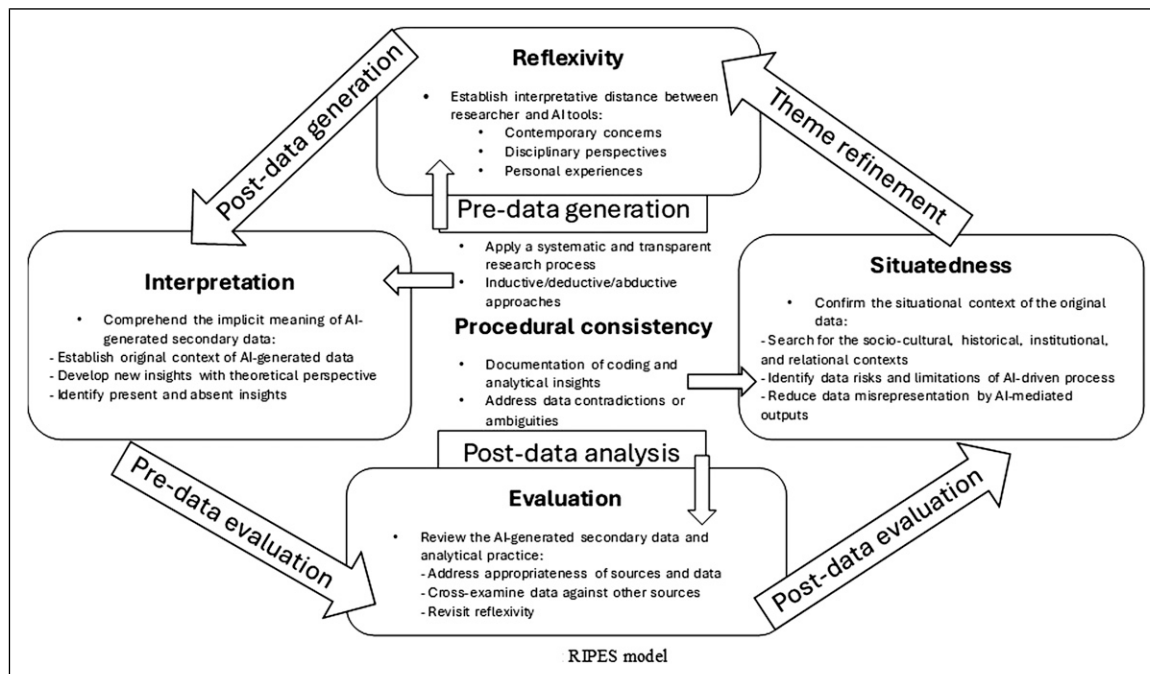 Reflexivity
• Establish interpretative distance between
researcher and AI tools:
• Contemporary concerns
• Disciplinary perspectives
• Personal experiences
Post-data generation
Theme refinement
Pre-data generation
• Apply a systematic and transparent
research process
• Inductive/deductive/abductive
approaches
Interpretation
• Comprehend the implicit meaning of AI-
generated secondary data:
- Establish original context of AI-generated data
- Develop new insights with theoretical perspective
- Identify present and absent insights
Procedural consistency
• Documentation of coding and
analytical insights
• Address data contradictions or
ambiguities
Situatedness
• Confirm the situational context of the original
data:
- Search for the socio-cultural, historical, institutional,
and relational contexts
- Identify data risks and limitations of AI-driven process
- Reduce data misrepresentation by AI-mediated
outputs
Post-data analysis
Pre-data evaluation
Evaluation
• Review the AI-generated secondary data and
analytical practice:
- Address appropriateness of sources and data
- Cross-examine data against other sources
- Revisit reflexivity
Post-data evaluation
RIPES model